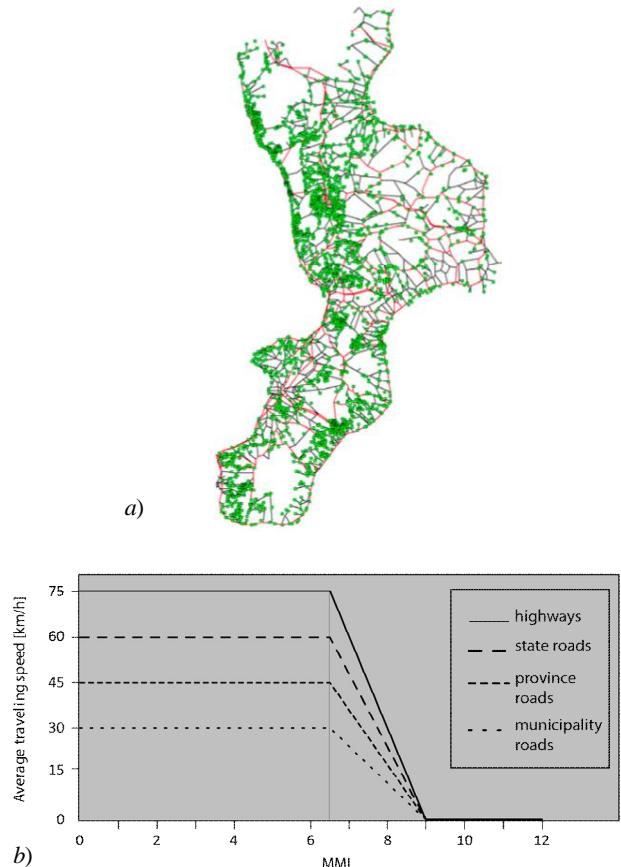 a)
Average traveling speed [km/h]
75
60
45
30
15
0
highways
state roads
province
roads
municipality
roads
0
2
4
6
8
10
12
MMI
b)